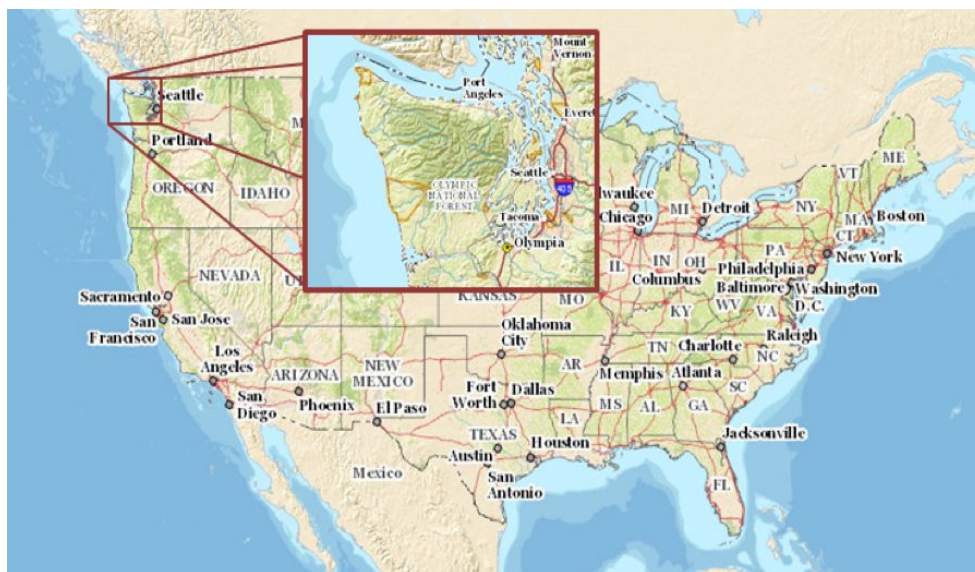 Mount
Vernon
Port
Angeles
Everet
Seattle
OLYMPIC
NATIONAL
FOREST
405
Tacoma
Olympia
Seattle
Portland
OREGON
IDAHO
M
NEVADA
U
Sacramento
San
Francisco
San Jose
Los
Angeles
San
Diego
ARIZONA
Phoenix
NEW
MEXICO
El Paso
Mexico
KANSAS
Oklahoma
City
Fort
Worth
Dallas
TEXAS
Austin
Houston
San
Antonio
MO
AR
LA
MS
AL
GA
Memphis
TN
KY
lwaukee
Chicago
MI
Detroit
IL
IN
OH
Columbus
WV
VA
PA
NY
VT
ME
MA
CT
Boston
New York
Philadelphia
Baltimore
Washington
D.C.
Raleigh
Charlotte
NC
SC
Atlanta
Jacksonville
FL